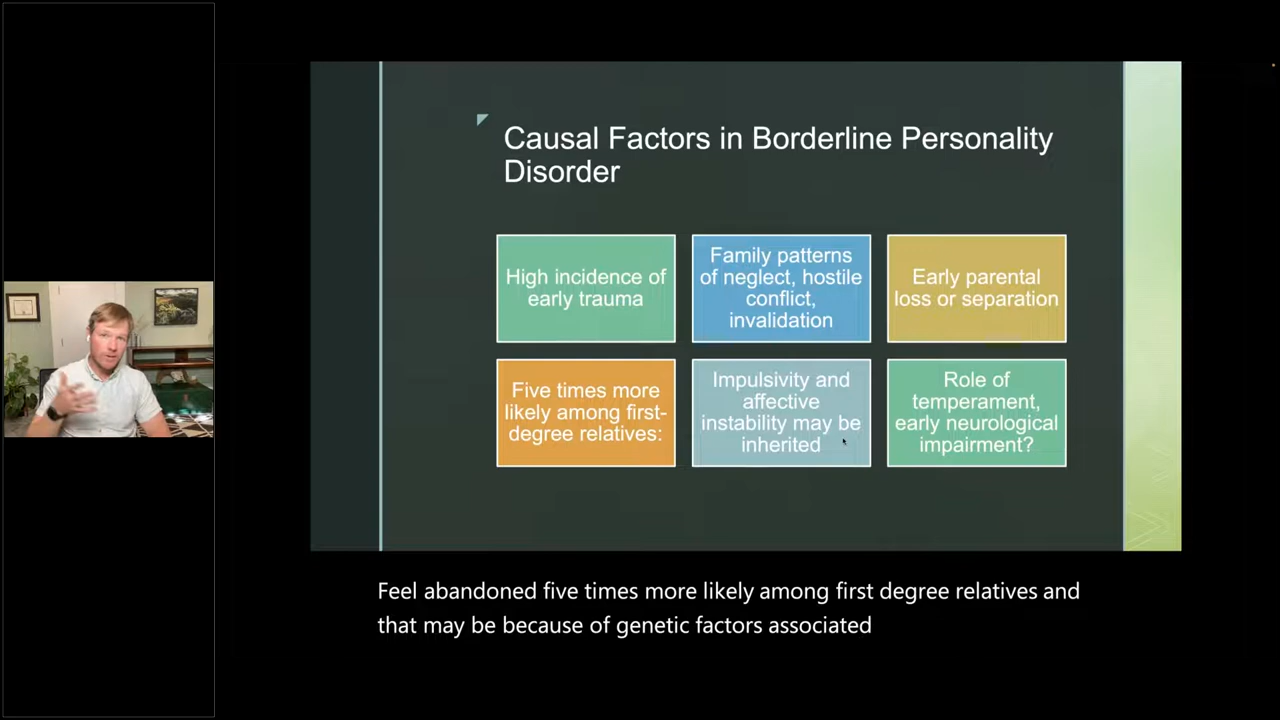 Causal Factors in Borderline Personality
Disorder
High incidence of
early trauma
Family patterns
of neglect, hostile
conflict,
invalidation
Early parental
loss or separation
Five times more
likely among first-
degree relatives:
Impulsivity and
affective
instability may be
inherited
Role of
temperament,
early neurological
impairment?
Feel abandoned five times more likely among first degree relatives and
that may be because of genetic factors associated